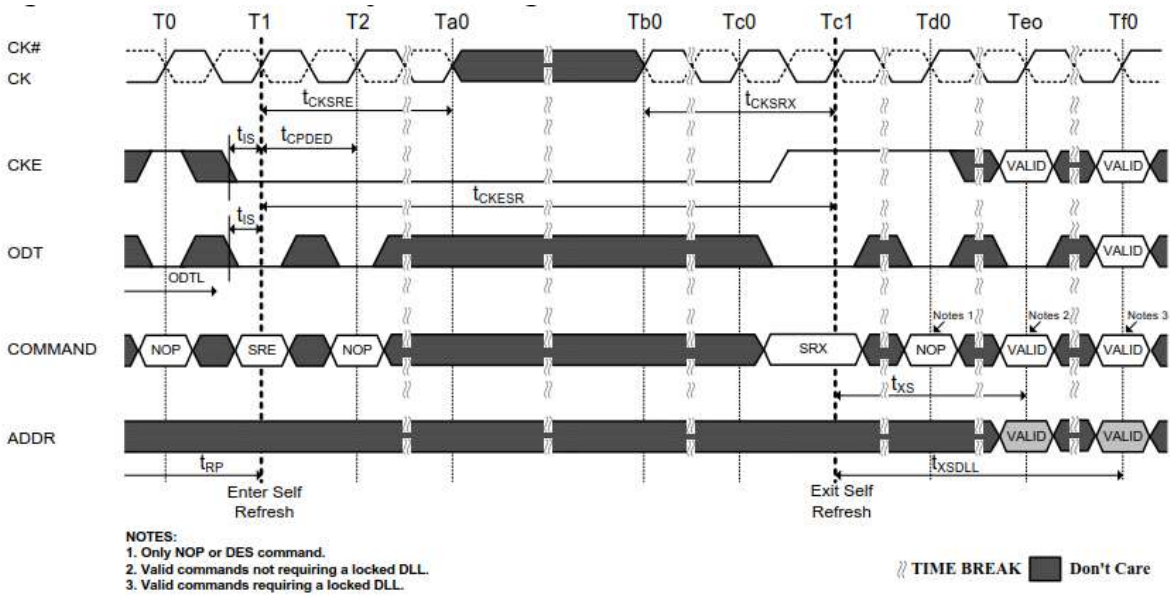 T0 T1 T2 Ta0 Tb0 Tc0 Tc1 Td0 Teo Tf0
CK#
CK
tCKSRE tCKSRX
tIS tCPDED
CKE VALID VALID
tCKESR
tIS
ODT VALID
ODTL
Notes 1 Notes 2 Notes 3
COMMAND NOP SRE NOP SRX NOP VALID VALID
tXS
ADDR VALID VALID
tRP tXSDLL
Enter Self Exit Self
Refresh Refresh
NOTES:
1. Only NOP or DES command.
2. Valid commands not requiring a locked DLL.
3. Valid commands requiring a locked DLL.
TIME BREAK Don't Care